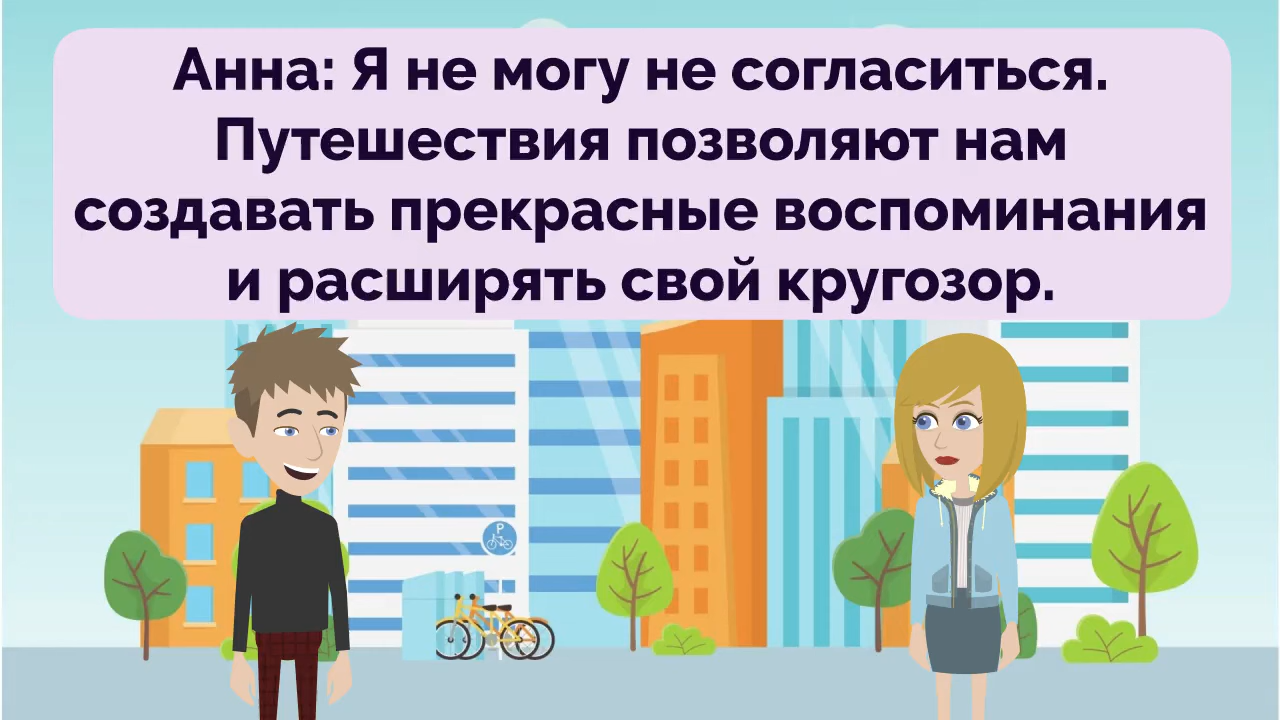 Анна: Я не могу не согласиться.
Путешествия позволяют нам
создавать прекрасные воспоминания
и расширять свой кругозор.
P